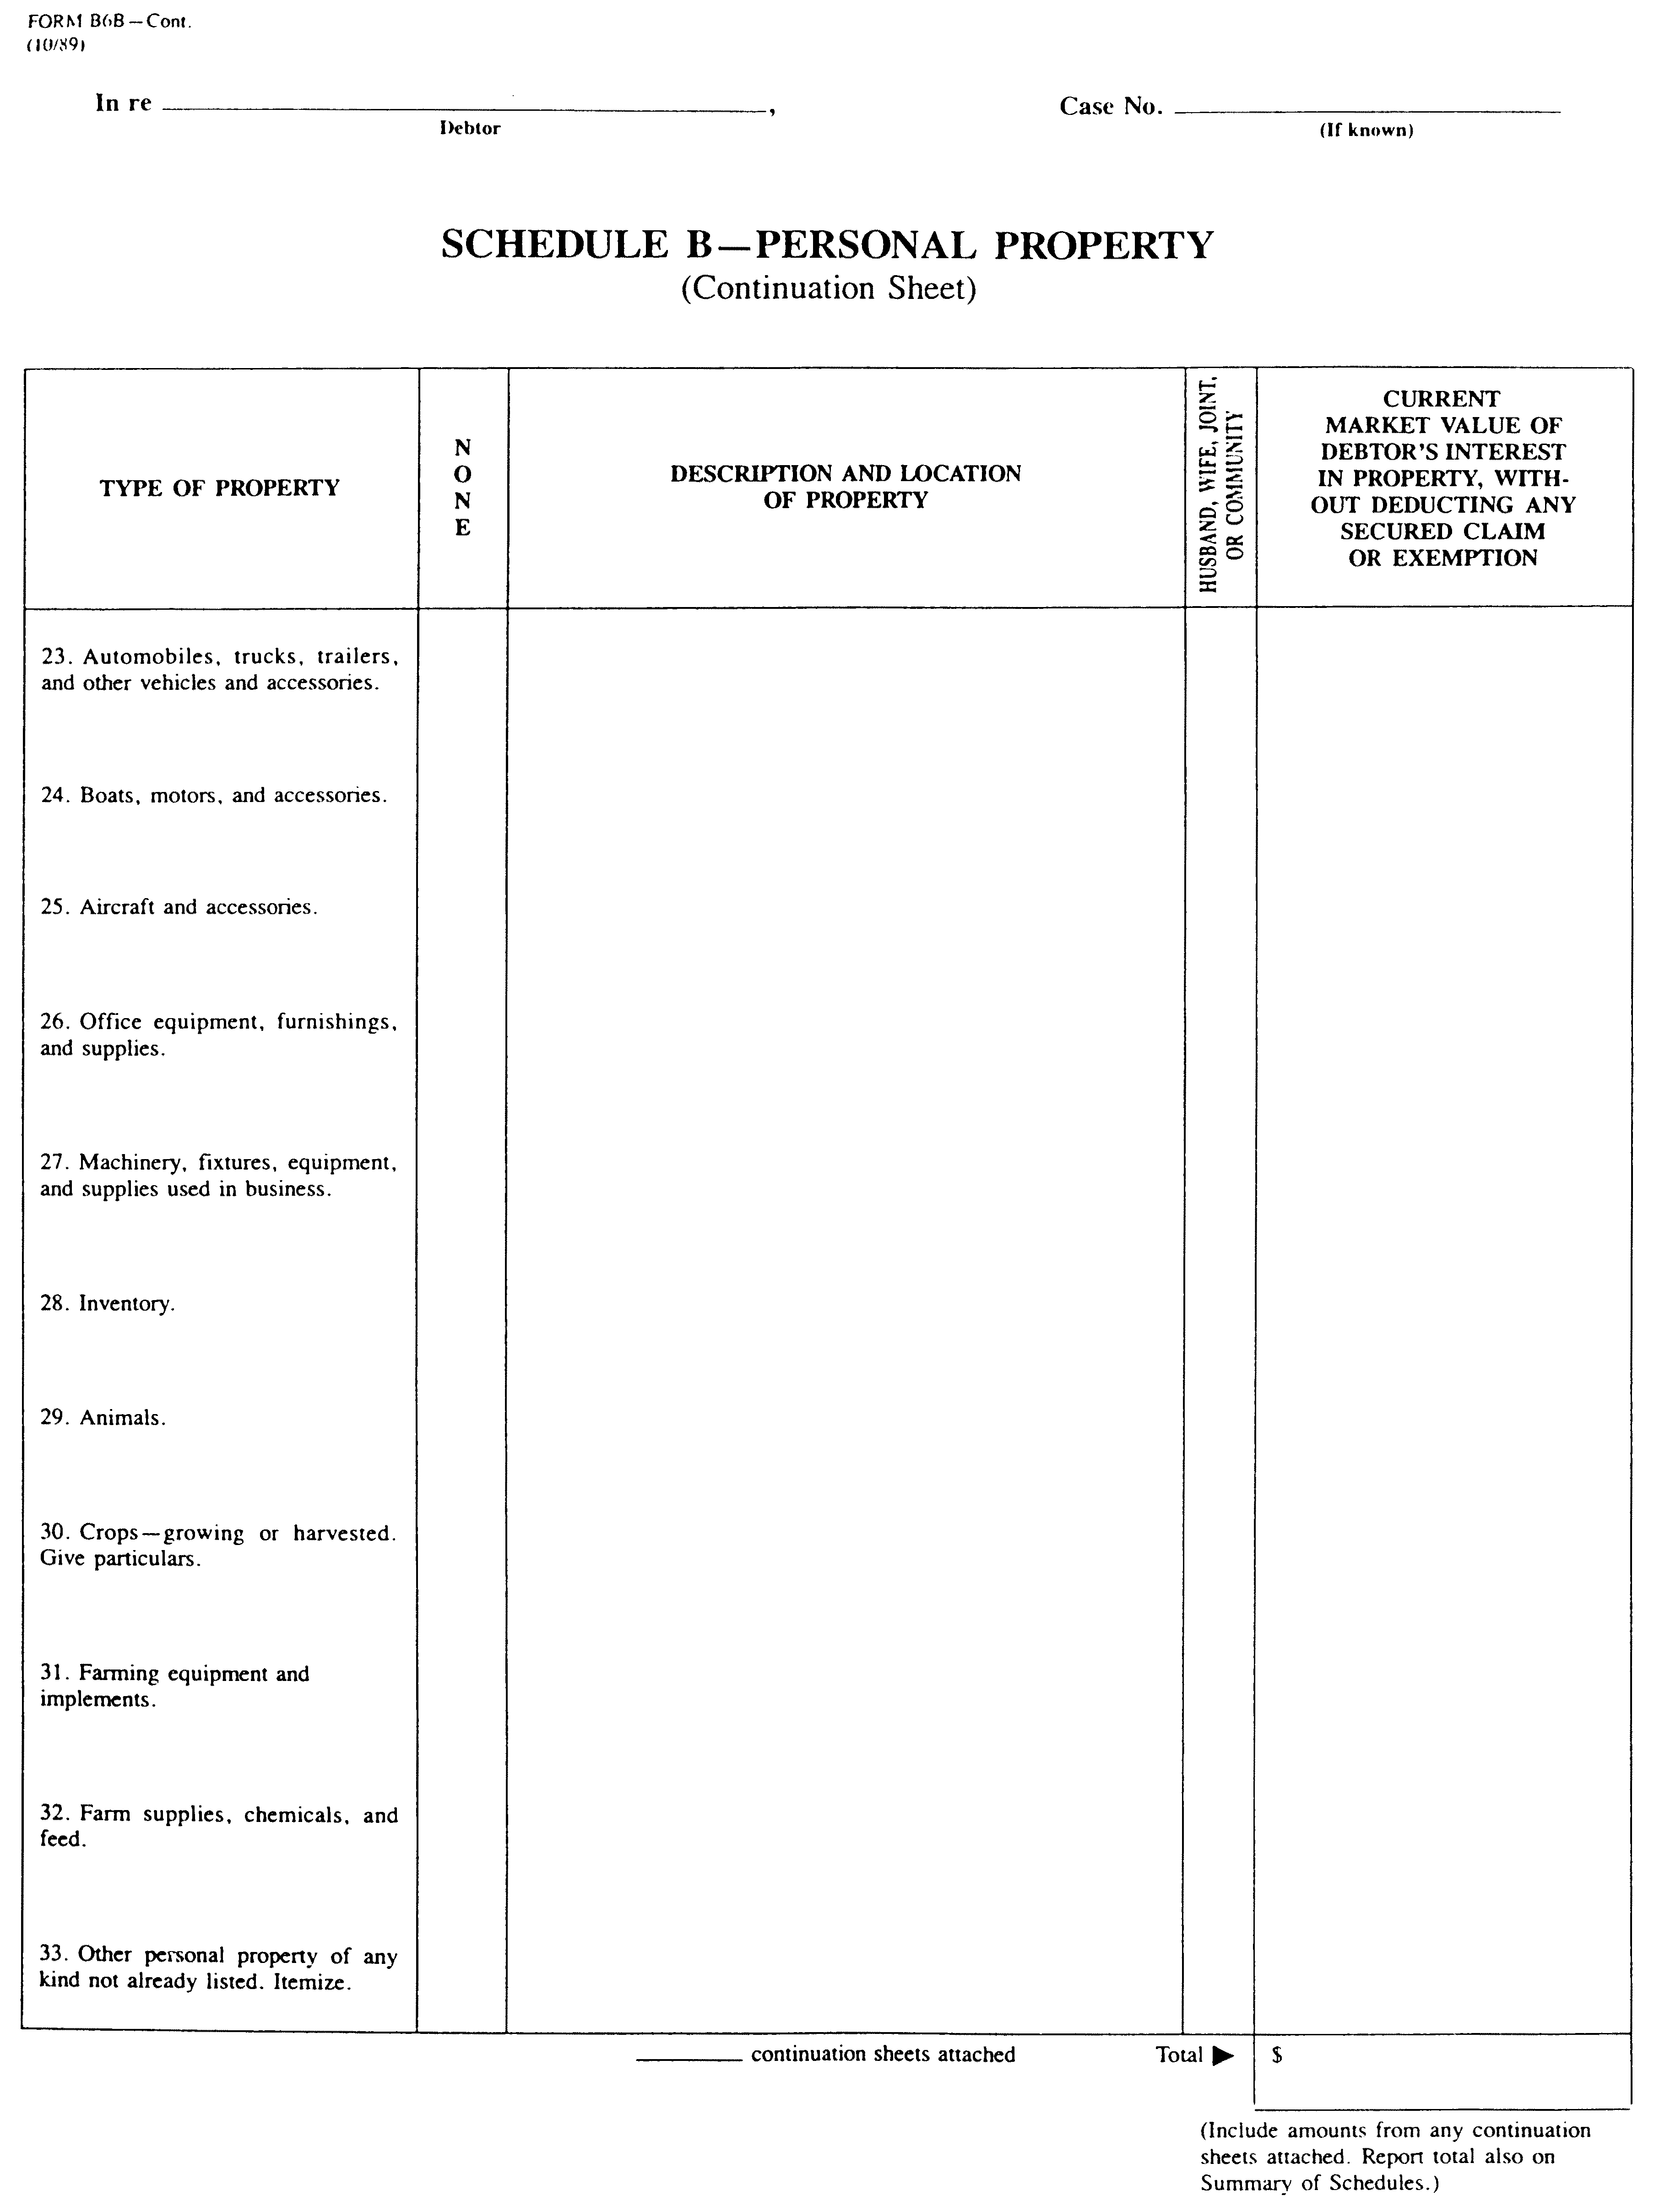 FORM B6B—Cont.
(10/89)
In re ,
Debtor
Case No.
(If known)
SCHEDULE B—PERSONAL PROPERTY
(Continuation Sheet)
TYPE OF PROPERTY
N
O
N
E
DESCRIPTION AND LOCATION
OF PROPERTY
HUSBAND, WIFE, JOINT,
OR COMMUNITY
CURRENT
MARKET VALUE OF
DEBTOR'S INTEREST
IN PROPERTY, WITH-
OUT DEDUCTING ANY
SECURED CLAIM
OR EXEMPTION
23. Automobiles, trucks, trailers,
and other vehicles and accessories.
24. Boats, motors, and accessories.
25. Aircraft and accessories.
26. Office equipment, furnishings,
and supplies.
27. Machinery, fixtures, equipment,
and supplies used in business.
28. Inventory.
29. Animals.
30. Crops—growing or harvested.
Give particulars.
31. Farming equipment and
implements.
32. Farm supplies, chemicals, and
feed.
33. Other personal property of any
kind not already listed. Itemize.
continuation sheets attached
Total ▶ $
(Include amounts from any continuation
sheets attached. Report total also on
Summary of Schedules.)